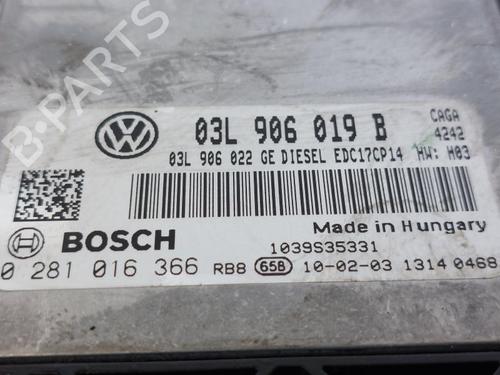 B-PARTS
03L 906 019 B
CAGA
4242
03L 906 022 GE DIESEL EDC17CP14 HW: H03
BOSCH
Made in Hungary
1039S35331
0 281 016 366 RB8 65B 10-02-03 1314 0468